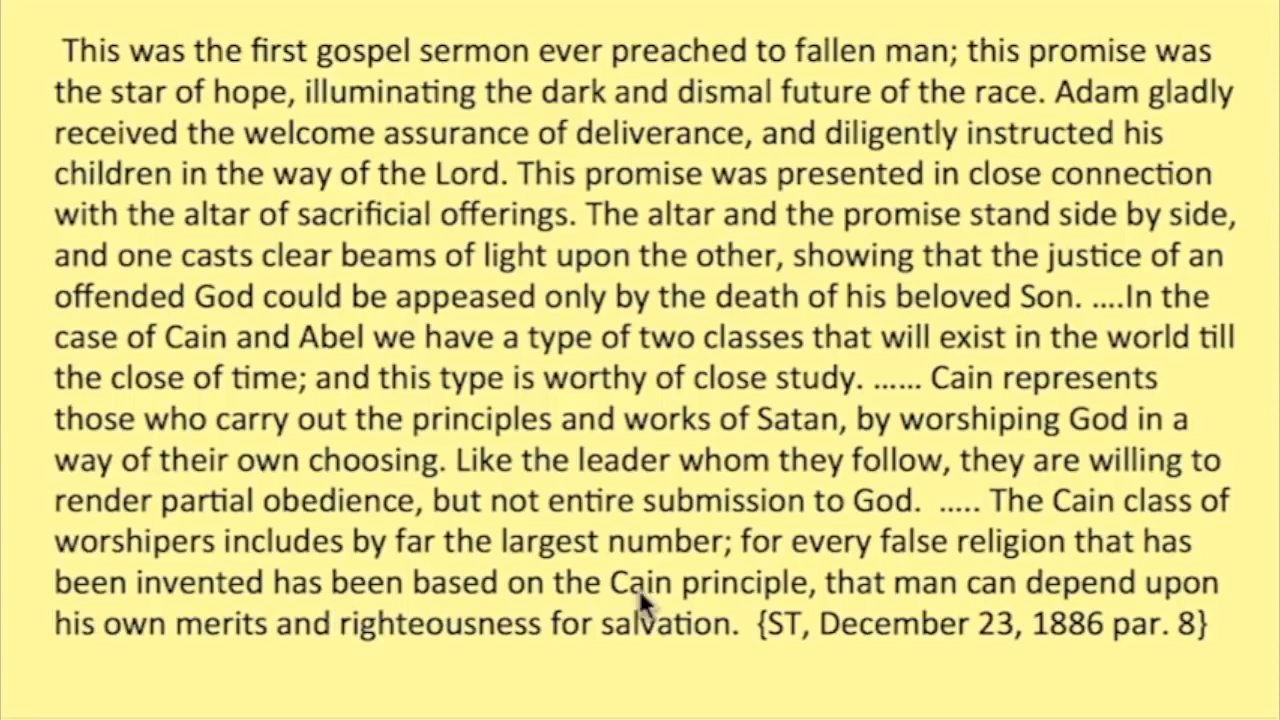 This was the first gospel sermon ever preached to fallen man; this promise was
the star of hope, illuminating the dark and dismal future of the race. Adam gladly
received the welcome assurance of deliverance, and diligently instructed his
children in the way of the Lord. This promise was presented in close connection
with the altar of sacrificial offerings. The altar and the promise stand side by side,
and one casts clear beams of light upon the other, showing that the justice of an
offended God could be appeased only by the death of his beloved Son. ....In the
case of Cain and Abel we have a type of two classes that will exist in the world till
the close of time; and this type is worthy of close study. ...... Cain represents
those who carry out the principles and works of Satan, by worshiping God in a
way of their own choosing. Like the leader whom they follow, they are willing to
render partial obedience, but not entire submission to God.  ..... The Cain class of
worshipers includes by far the largest number; for every false religion that has
been invented has been based on the Cain principle, that man can depend upon
his own merits and righteousness for salvation.  {ST, December 23, 1886 par. 8}